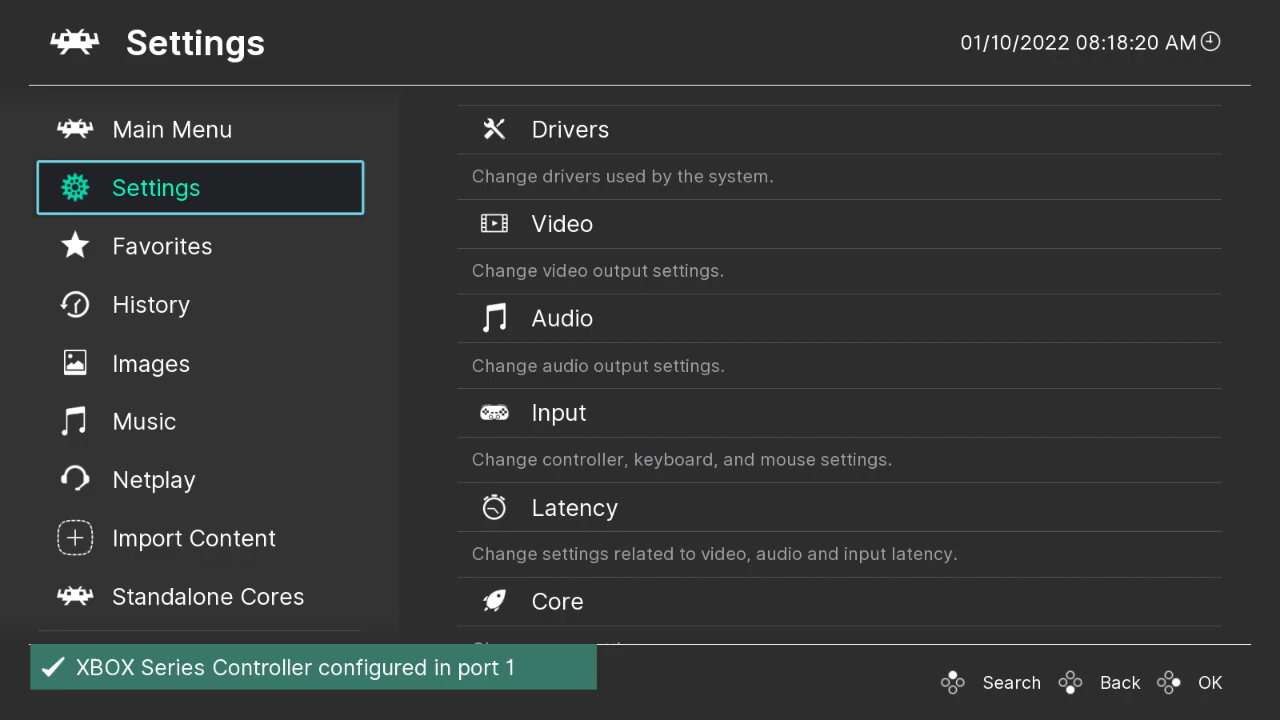 Settings
01/10/2022 08:18:20 AM
Main Menu
Settings
Favorites
History
Images
Music
Netplay
Import Content
Standalone Cores
Drivers
Change drivers used by the system.
Video
Change video output settings.
Audio
Change audio output settings.
Input
Change controller, keyboard, and mouse settings.
Latency
Change settings related to video, audio and input latency.
Core
XBOX Series Controller configured in port 1
Search
Back
OK